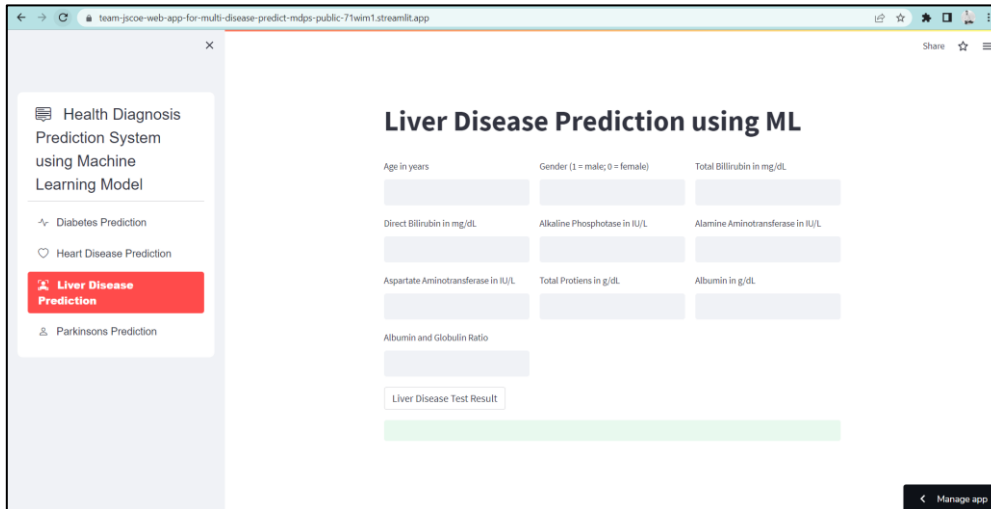 team-jscoe-web-app-for-multi-disease-predict-mdps-public-71wim1.streamlit.app
Share
Health Diagnosis
Prediction System
using Machine
Learning Model
Diabetes Prediction
Heart Disease Prediction
Liver Disease
Prediction
Parkinsons Prediction
Liver Disease Prediction using ML
Age in years
Gender (1 = male; 0 = female)
Total Billirubin in mg/dL
Direct Bilirubin in mg/dL
Alkaline Phosphotase in IU/L
Alamine Aminotransferase in IU/L
Aspartate Aminotransferase in IU/L
Total Protiens in g/dL
Albumin in g/dL
Albumin and Globulin Ratio
Liver Disease Test Result
Manage app